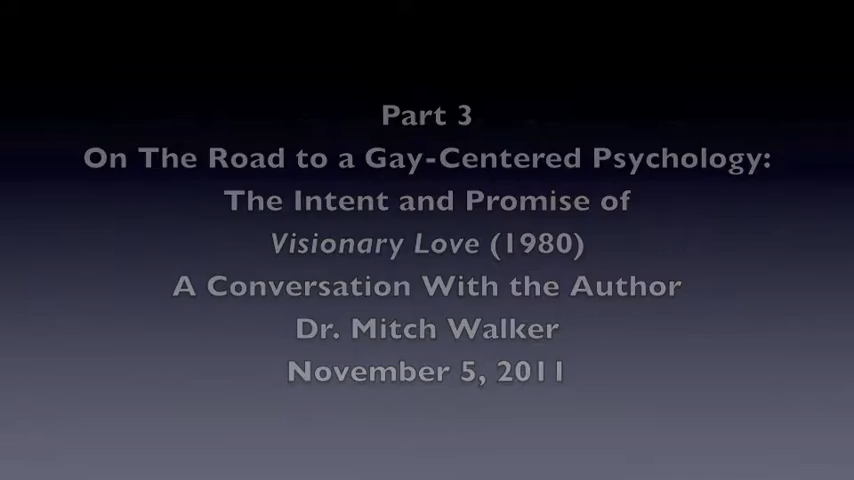 Part 3
On The Road to a Gay-Centered Psychology:
The Intent and Promise of
Visionary Love (1980)
A Conversation With the Author
Dr. Mitch Walker
November 5, 2011